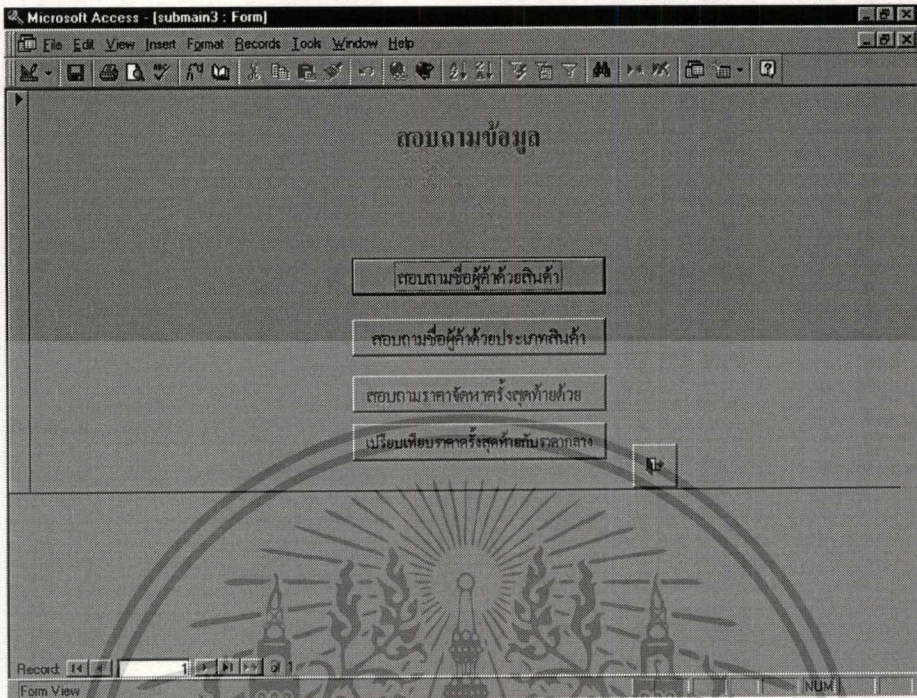 Microsoft Access - [submain3 : Form]
File Edit View Insert Format Records Tools Window Help
สอบถามข้อมูล
สอบถามชื่อผู้ค้าด้วยสินค้า
สอบถามชื่อผู้ค้าด้วยประเภทสินค้า
สอบถามราคาจัดหาครั้งสุดท้ายด้วย
เปรียบเทียบราคาครั้งสุดท้ายกับราคากลาง
Record: 1 of 1
Form View NUM